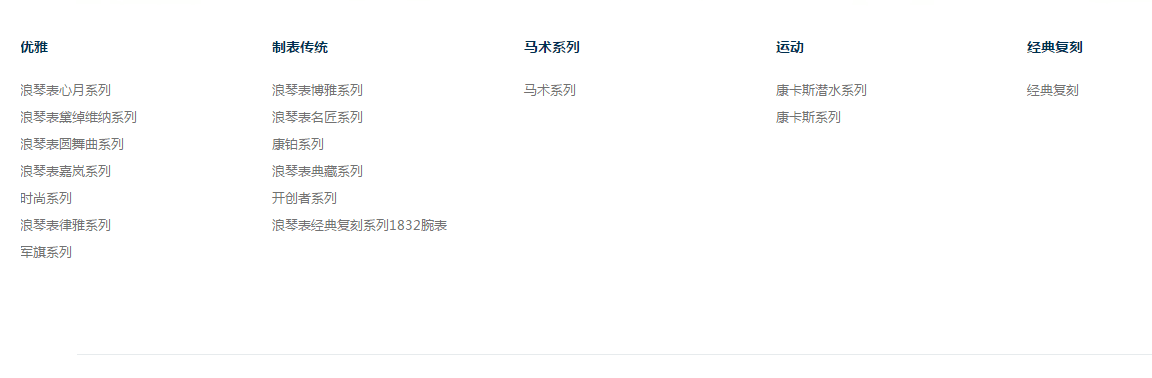 优雅
浪琴表心月系列
浪琴表黛绰维纳系列
浪琴表圆舞曲系列
浪琴表嘉岚系列
时尚系列
浪琴表律雅系列
军旗系列
制表传统
浪琴表博雅系列
浪琴表名匠系列
康铂系列
浪琴表典藏系列
开创者系列
浪琴表经典复刻系列1832腕表
马术系列
马术系列
运动
康卡斯潜水系列
康卡斯系列
经典复刻
经典复刻